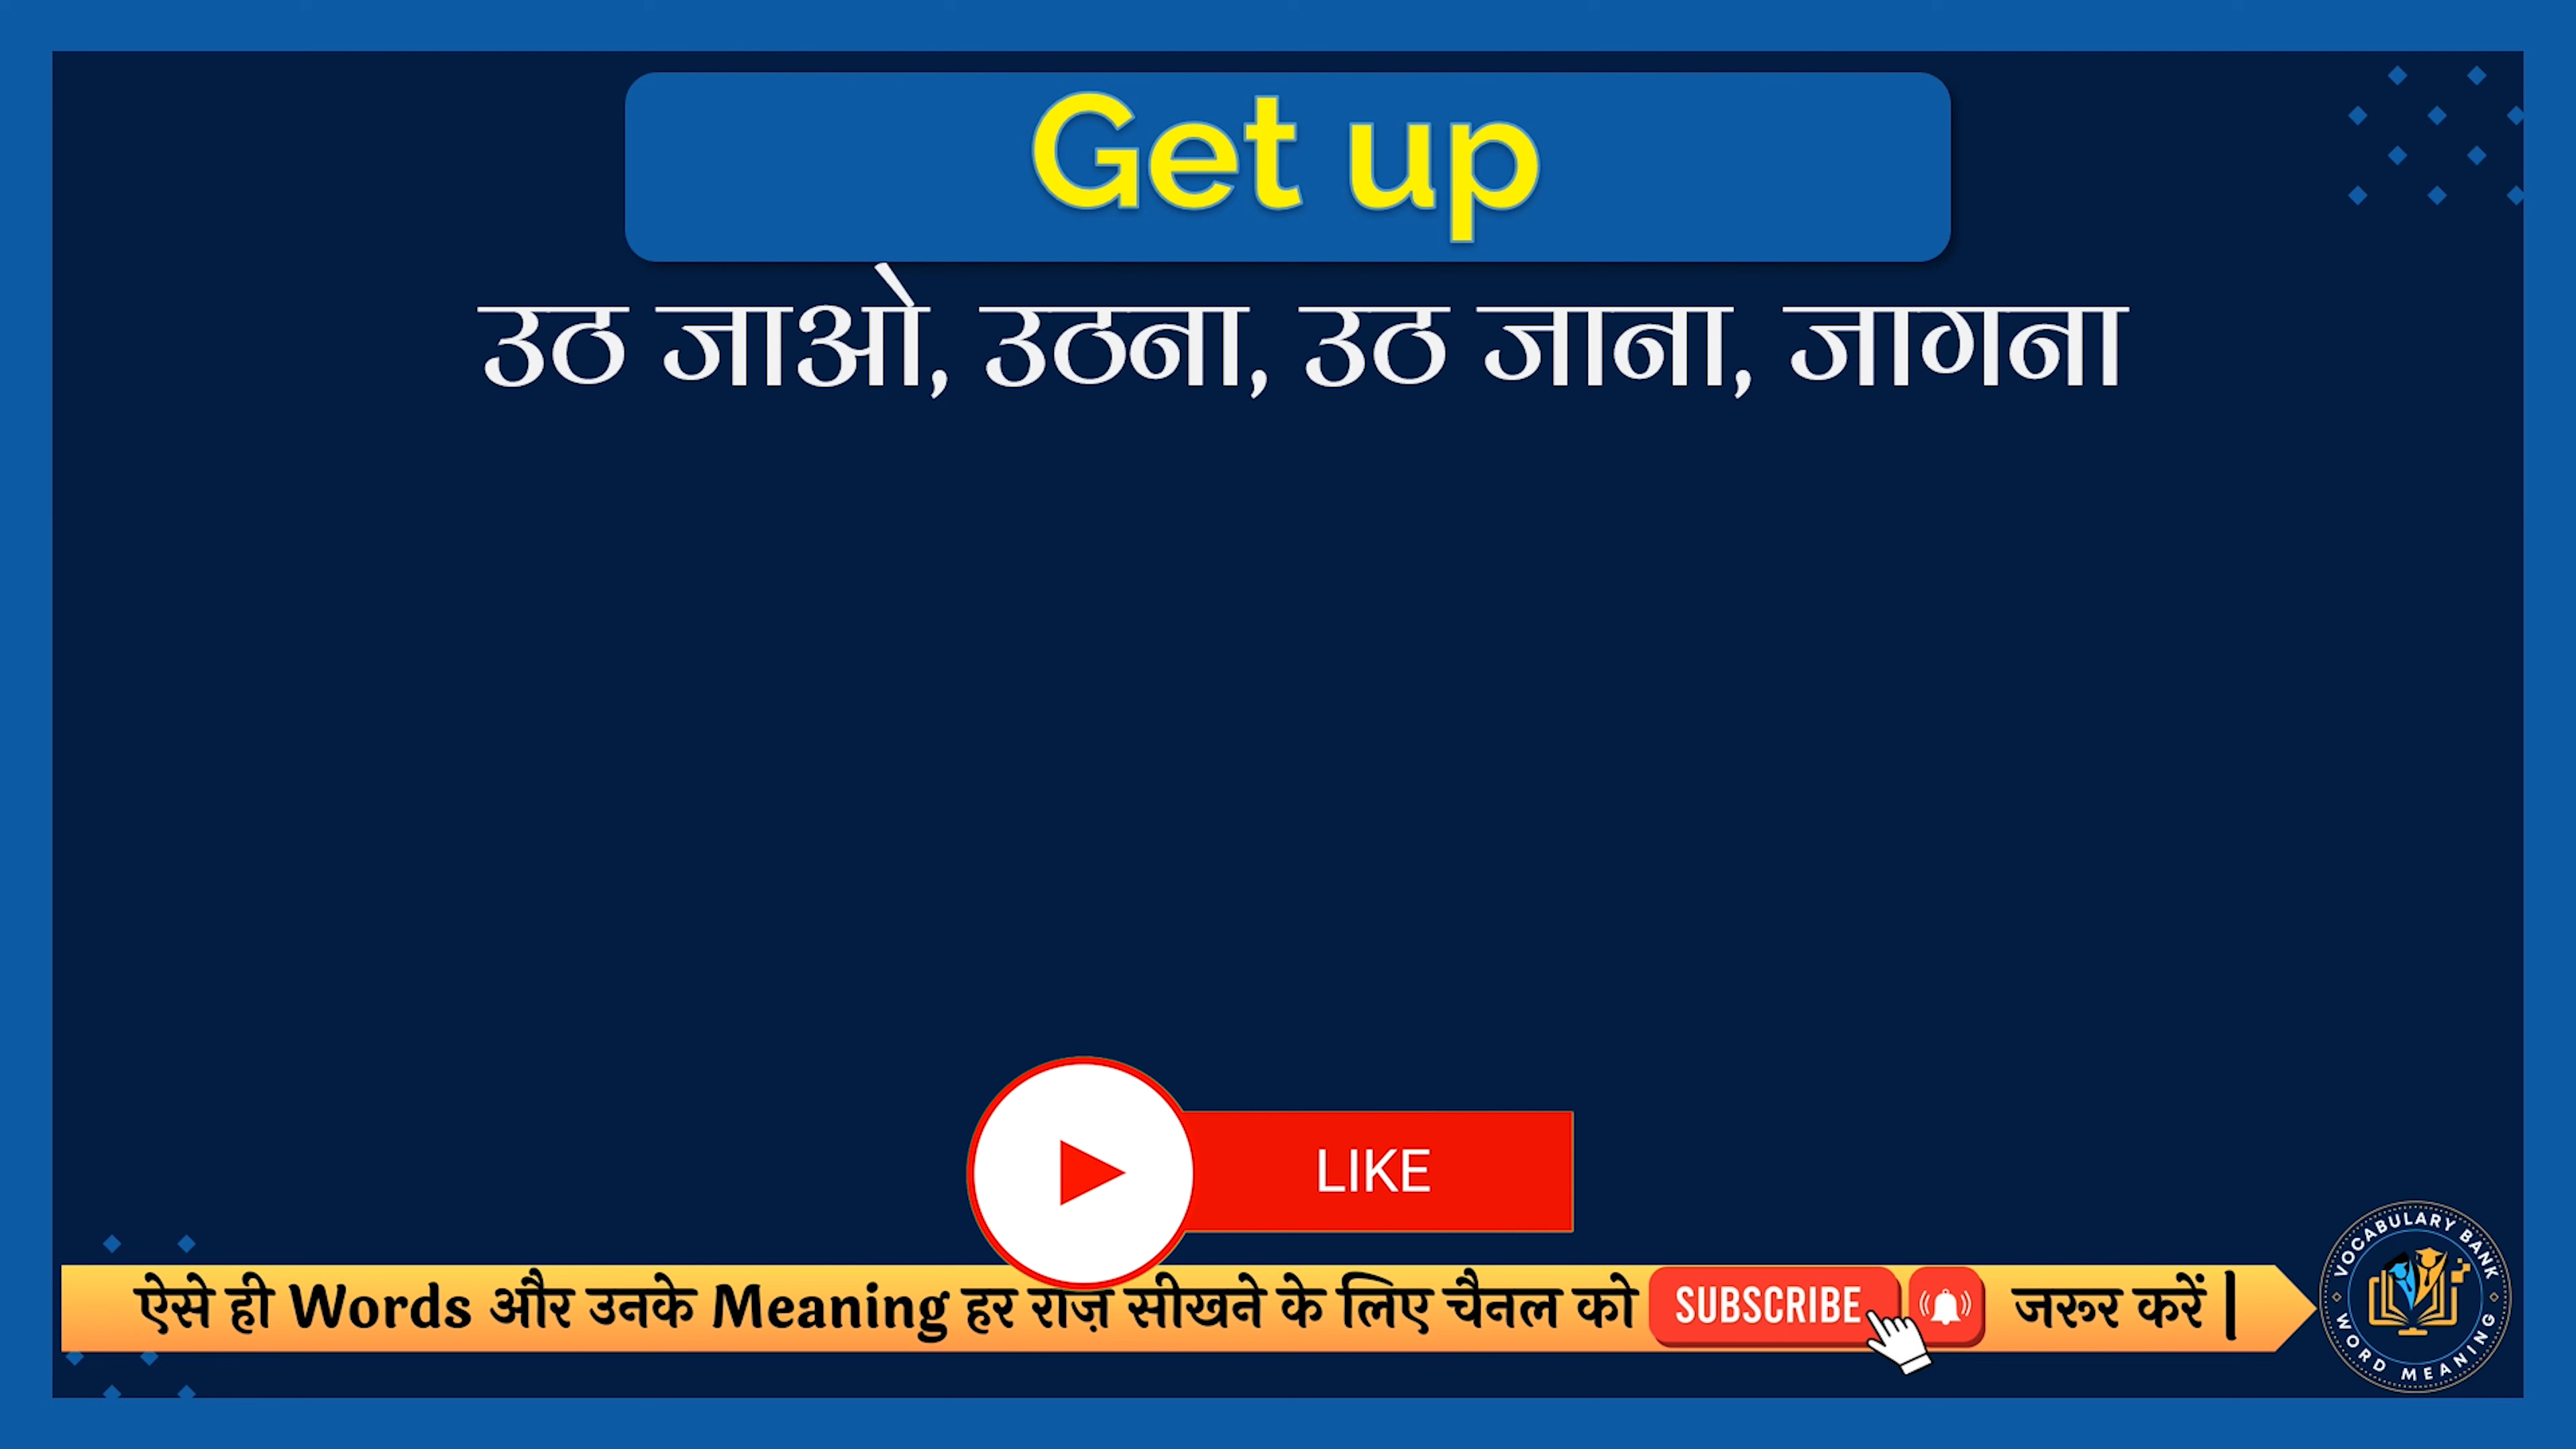 Get up
उठ जाओ, उठना, उठ जाना, जागना
LIKE
ऐसे ही Words और उनके Meaning हर राज़ सीखने के लिए चैनल को SUBSCRIBE जरूर करें |
VOCABULARY BANK
WORD MEANING